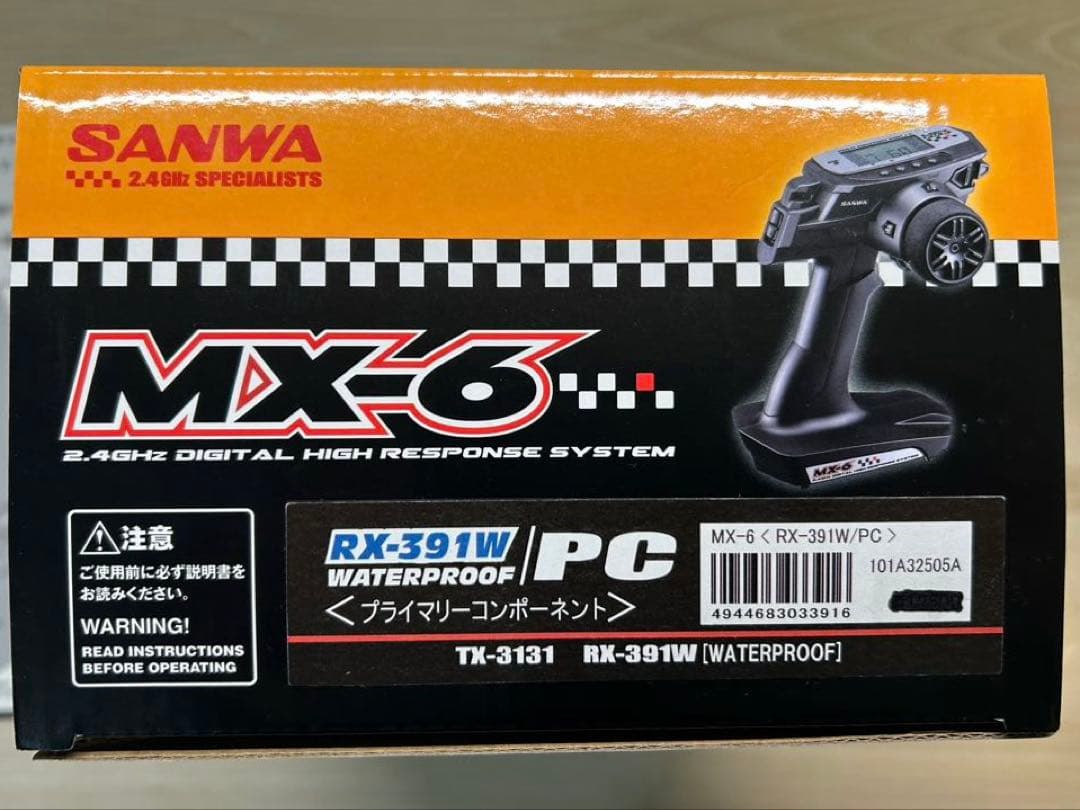 SANWA
2.4GHz SPECIALISTS
SANWA
MX-6
2.4GHz DIGITAL HIGH RESPONSE SYSTEM
MX-6
注意
ご使用前に必ず説明書を
お読みください。
WARNING!
READ INSTRUCTIONS
BEFORE OPERATING
RX-391W
WATERPROOF
/PC
<プライマリーコンポーネント>
MX-6 < RX-391W/PC >
101A32505A
4944683033916
TX-3131 RX-391W [WATERPROOF]